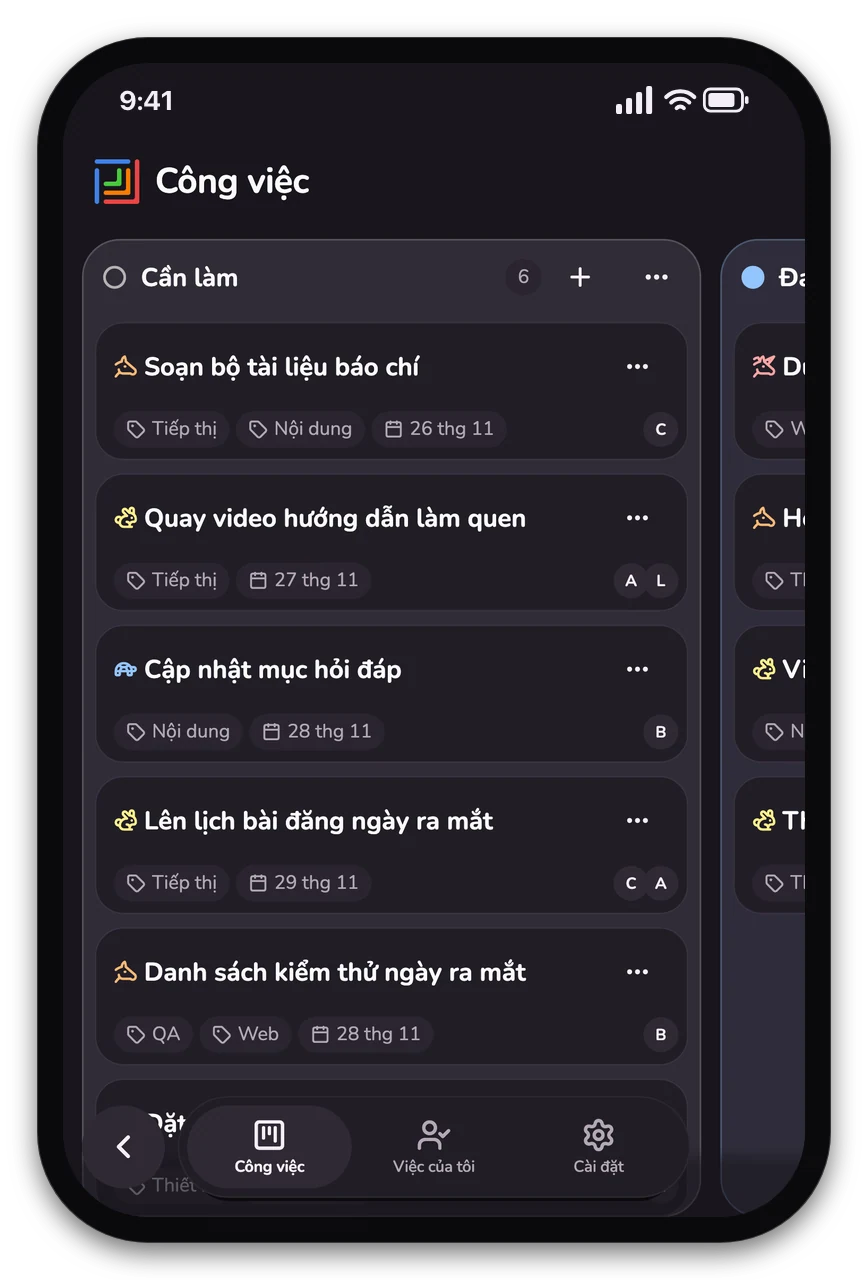 9:41
Công việc
Cần làm 6
Soạn bộ tài liệu báo chí
Tiếp thị Nội dung 26 thg 11 C
Quay video hướng dẫn làm quen
Tiếp thị 27 thg 11 A L
Cập nhật mục hỏi đáp
Nội dung 28 thg 11 B
Lên lịch bài đăng ngày ra mắt
Tiếp thị 29 thg 11 C A
Danh sách kiểm thử ngày ra mắt
QA Web 28 thg 11 B
Thiết
Công việc Việc của tôi Cài đặt